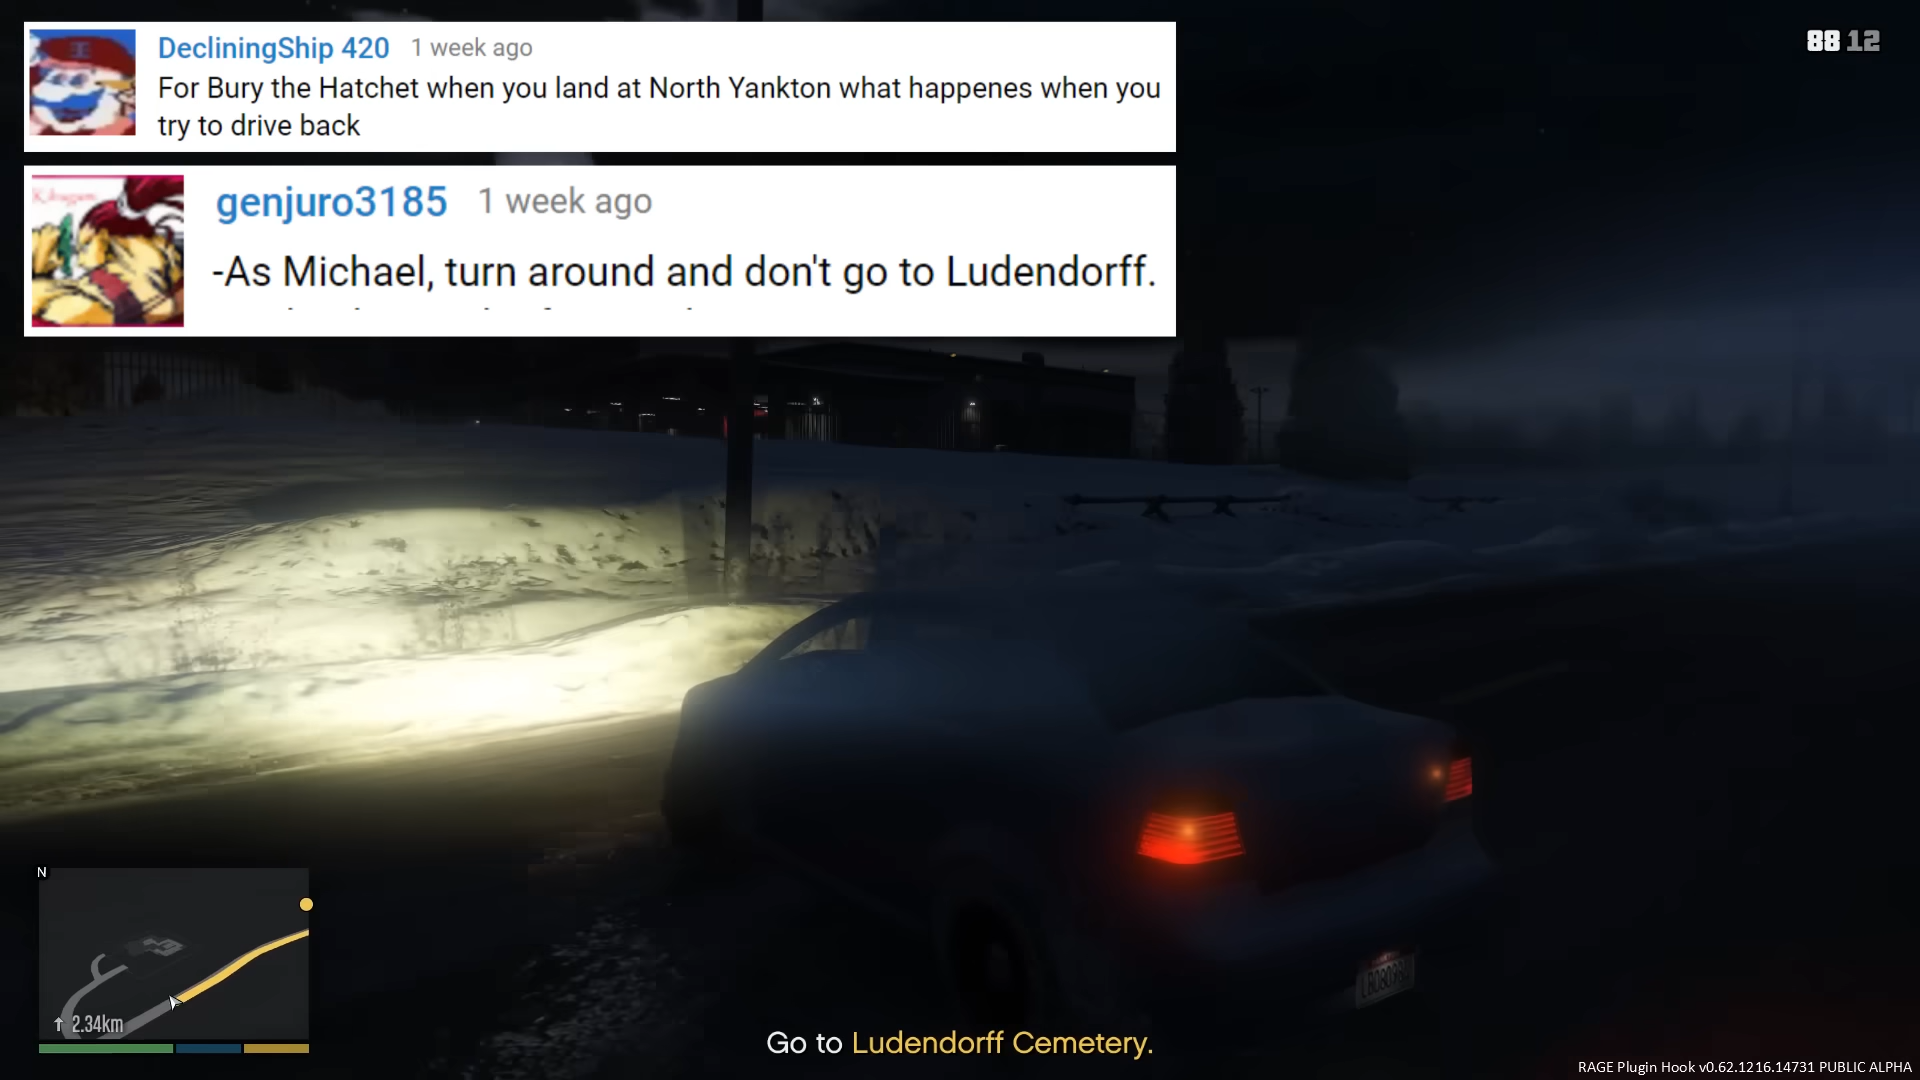 DecliningShip 420 1 week ago
88 12
For Bury the Hatchet when you land at North Yankton what happenes when you
try to drive back
genjuro3185 1 week ago
-As Michael, turn around and don't go to Ludendorff.
N
2.34km
Go to Ludendorff Cemetery.
RAGE Plugin Hook v0.62.1216.14731 PUBLIC ALPHA